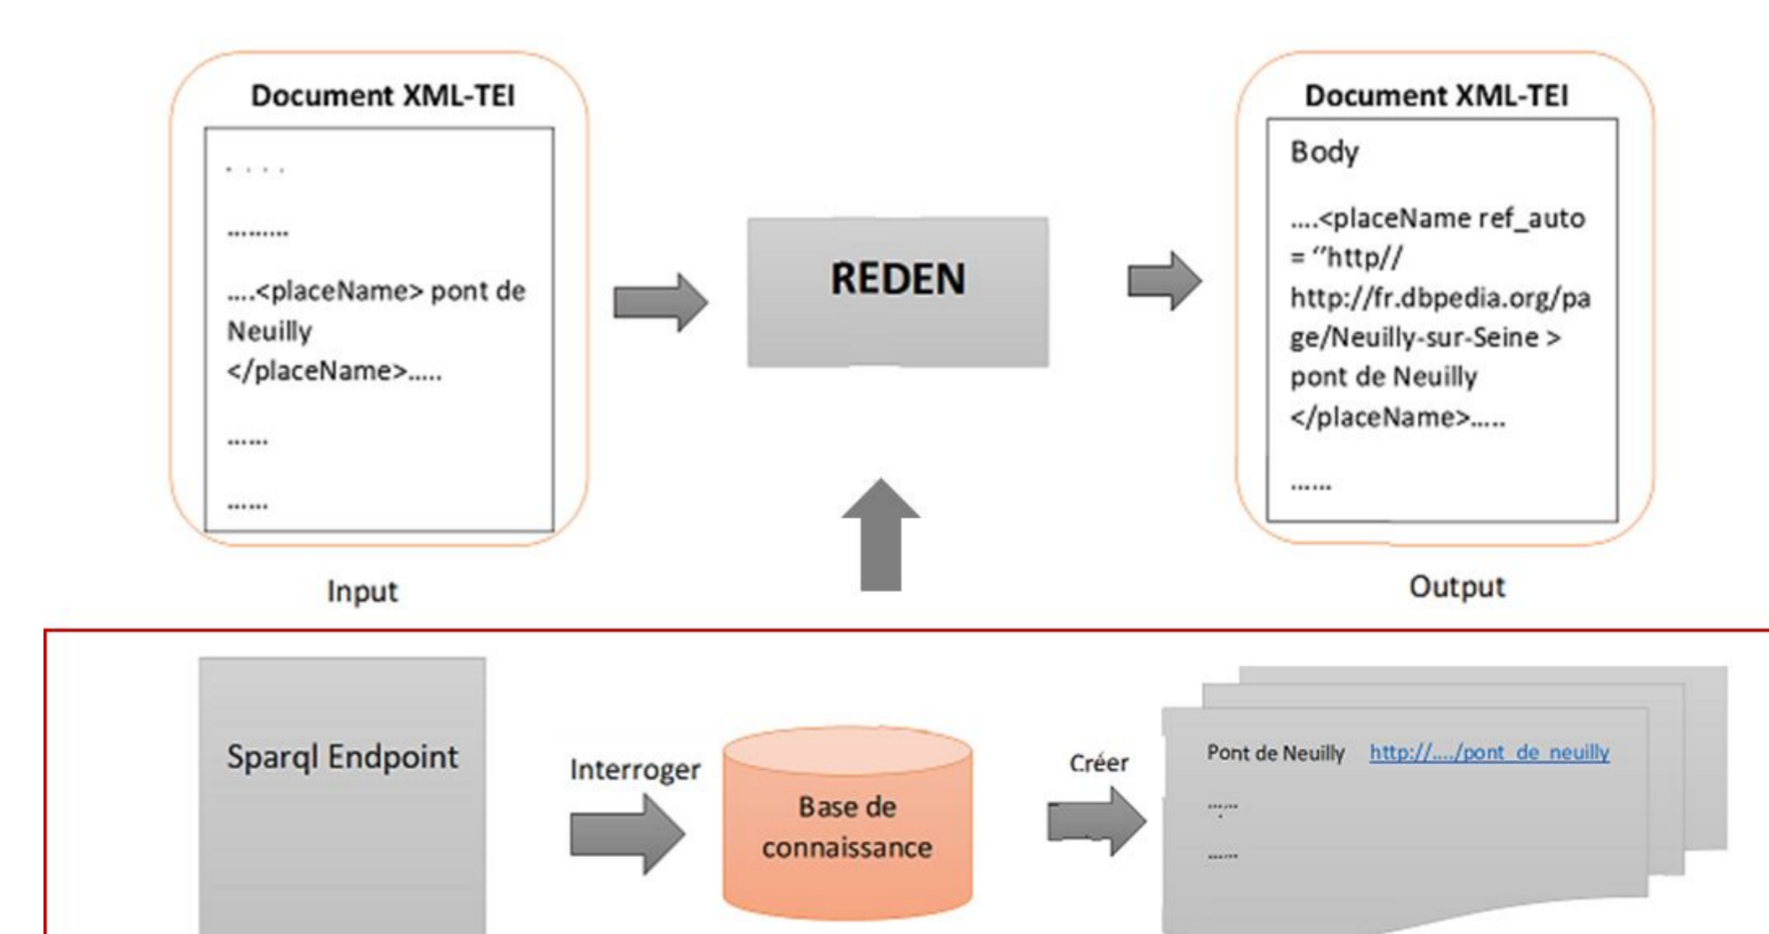 Document XML-TEI
. . . .
.........
....<placeName> pont de
Neuilly
</placeName>.....
......
......
Input
REDEN
Document XML-TEI
Body
....<placeName ref_auto
= ‘’http//
http://fr.dbpedia.org/pa
ge/Neuilly-sur-Seine >
pont de Neuilly
</placeName>.....
......
Output
Sparql Endpoint
Interroger
Base de
connaissance
Créer
Pont de Neuilly http://..../pont_de_neuilly
......
......